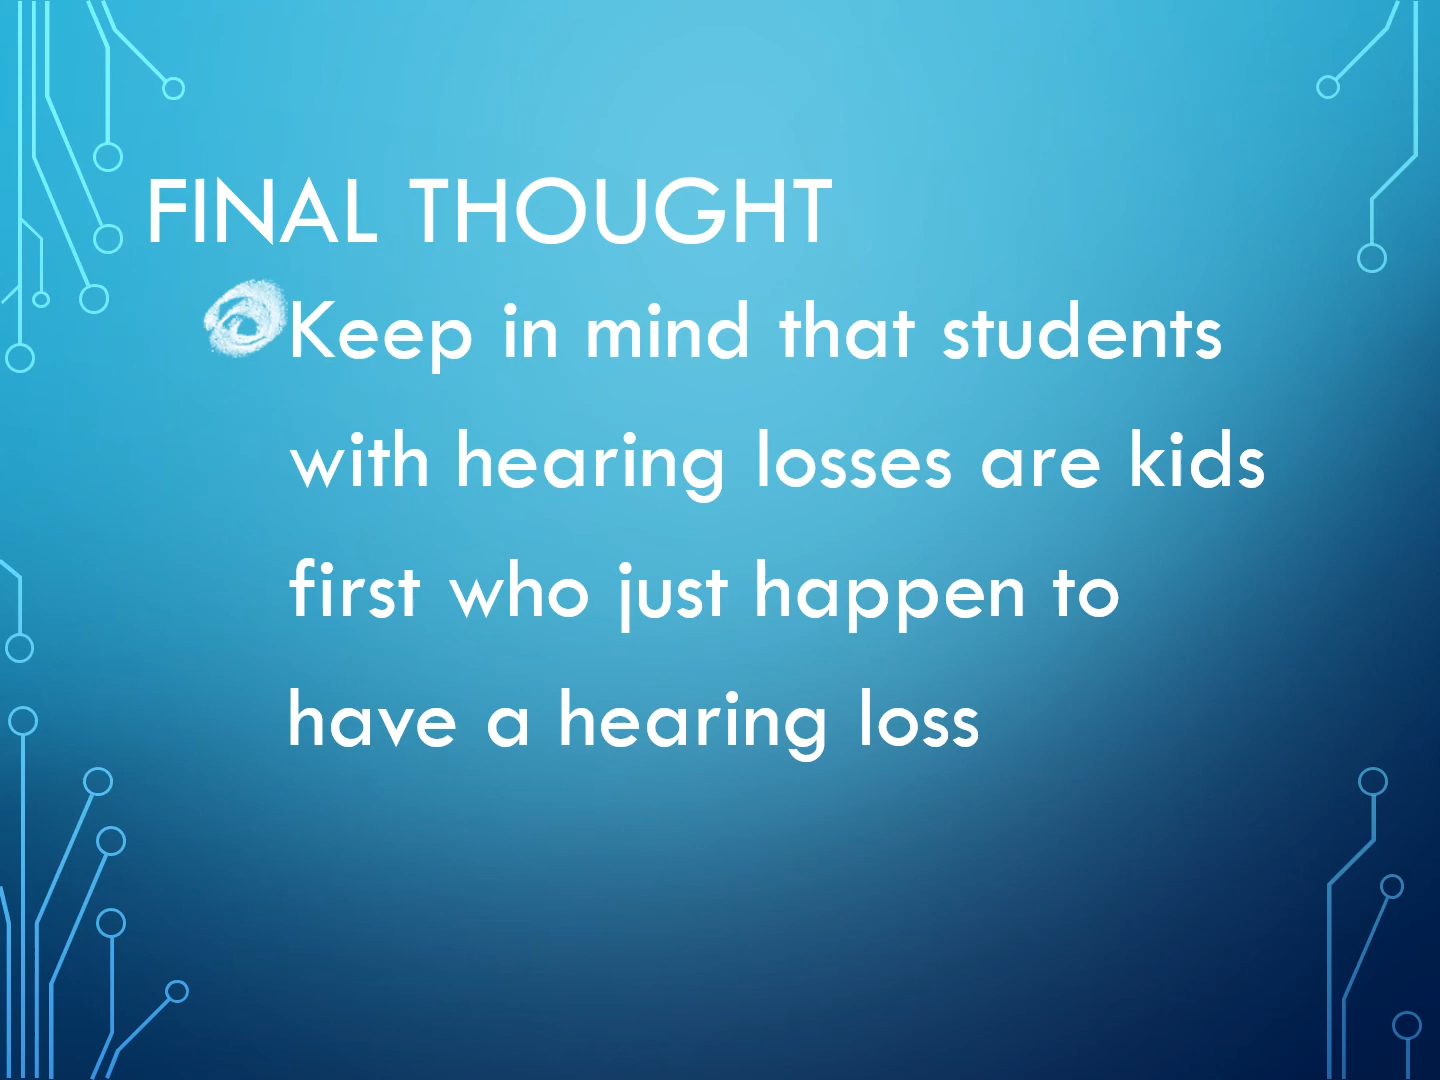 FINAL THOUGHT
Keep in mind that students
with hearing losses are kids
first who just happen to
have a hearing loss